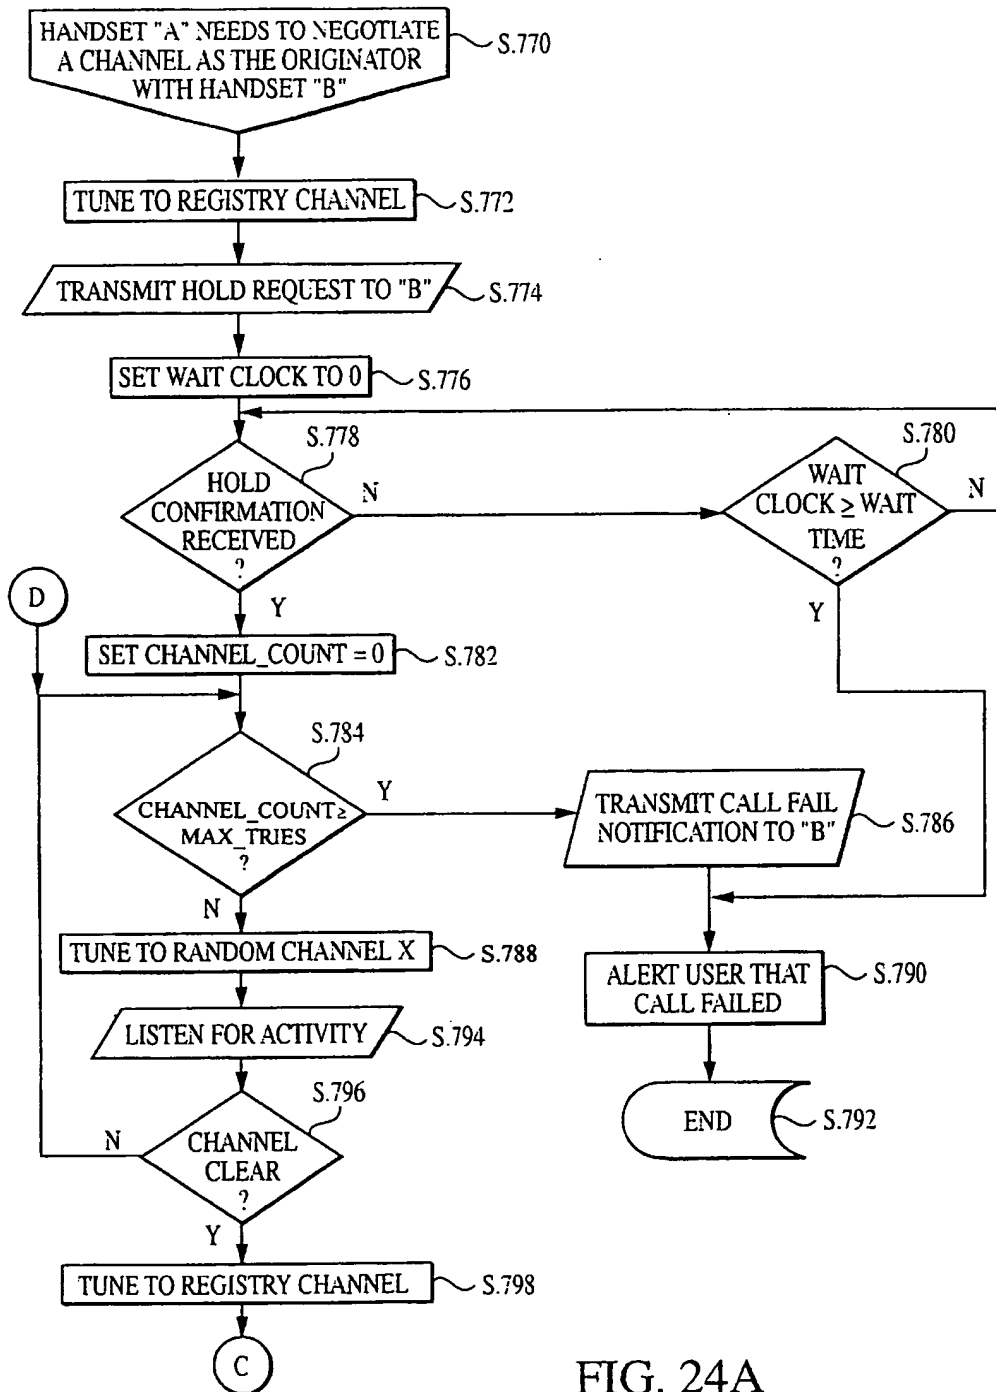 HANDSET "A" NEEDS TO NEGOTIATE
A CHANNEL AS THE ORIGINATOR
WITH HANDSET "B"
S.770
TUNE TO REGISTRY CHANNEL
S.772
TRANSMIT HOLD REQUEST TO "B"
S.774
SET WAIT CLOCK TO 0
S.776
S.778
HOLD
CONFIRMATION
RECEIVED
?
N
Y
S.780
WAIT
CLOCK ≥ WAIT
TIME
?
N
Y
D
SET CHANNEL_COUNT = 0
S.782
S.784
CHANNEL_COUNT≥
MAX_TRIES
?
Y
N
TRANSMIT CALL FAIL
NOTIFICATION TO "B"
S.786
TUNE TO RANDOM CHANNEL X
S.788
ALERT USER THAT
CALL FAILED
S.790
LISTEN FOR ACTIVITY
S.794
S.796
CHANNEL
CLEAR
?
N
Y
END
S.792
TUNE TO REGISTRY CHANNEL
S.798
C
FIG. 24A